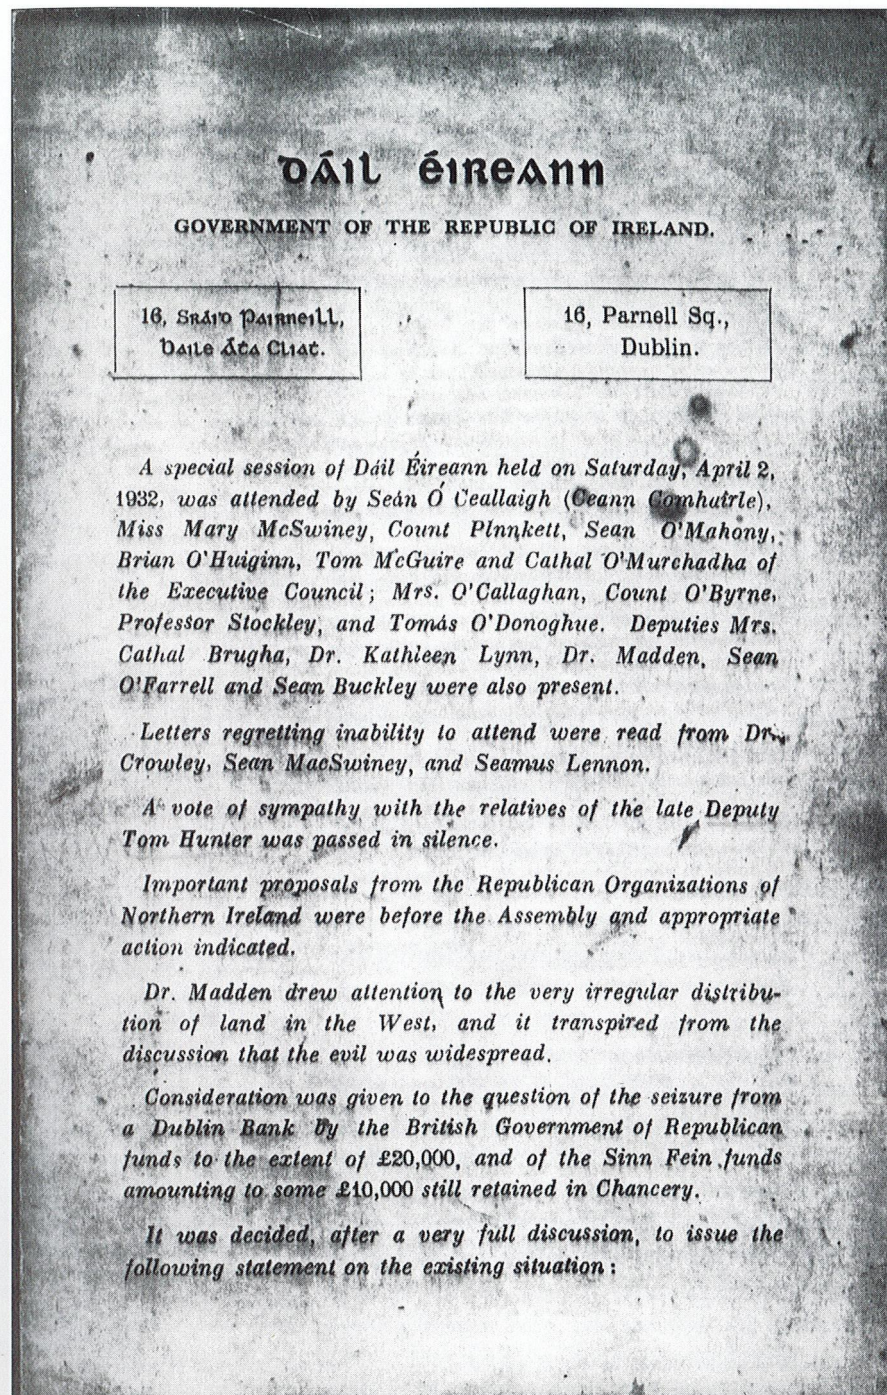 Dáil Éireann
GOVERNMENT OF THE REPUBLIC OF IRELAND.
16, Sráid Pairnéill,
Baile Áṫa Cliaṫ.
16, Parnell Sq.,
Dublin.
A special session of Dáil Éireann held on Saturday, April 2,
1932, was attended by Seán Ó Ceallaigh (Ceann Comhairle),
Miss Mary McSwiney, Count Plnnkett, Sean O'Mahony,
Brian O'Huiginn, Tom McGuire and Cathal O'Murchadha of
the Executive Council; Mrs. O'Callaghan, Count O'Byrne,
Professor Stockley, and Tomás O'Donoghue. Deputies Mrs.
Cathal Brugha, Dr. Kathleen Lynn, Dr. Madden, Sean
O'Farrell and Sean Buckley were also present.
Letters regretting inability to attend were read from Dr.
Crowley, Sean MacSwiney, and Seamus Lennon.
A vote of sympathy with the relatives of the late Deputy
Tom Hunter was passed in silence.
Important proposals from the Republican Organizations of
Northern Ireland were before the Assembly and appropriate
action indicated.
Dr. Madden drew attention to the very irregular distribu-
tion of land in the West, and it transpired from the
discussion that the evil was widespread.
Consideration was given to the question of the seizure from
a Dublin Bank by the British Government of Republican
funds to the extent of £20,000, and of the Sinn Fein funds
amounting to some £10,000 still retained in Chancery.
It was decided, after a very full discussion, to issue the
following statement on the existing situation: